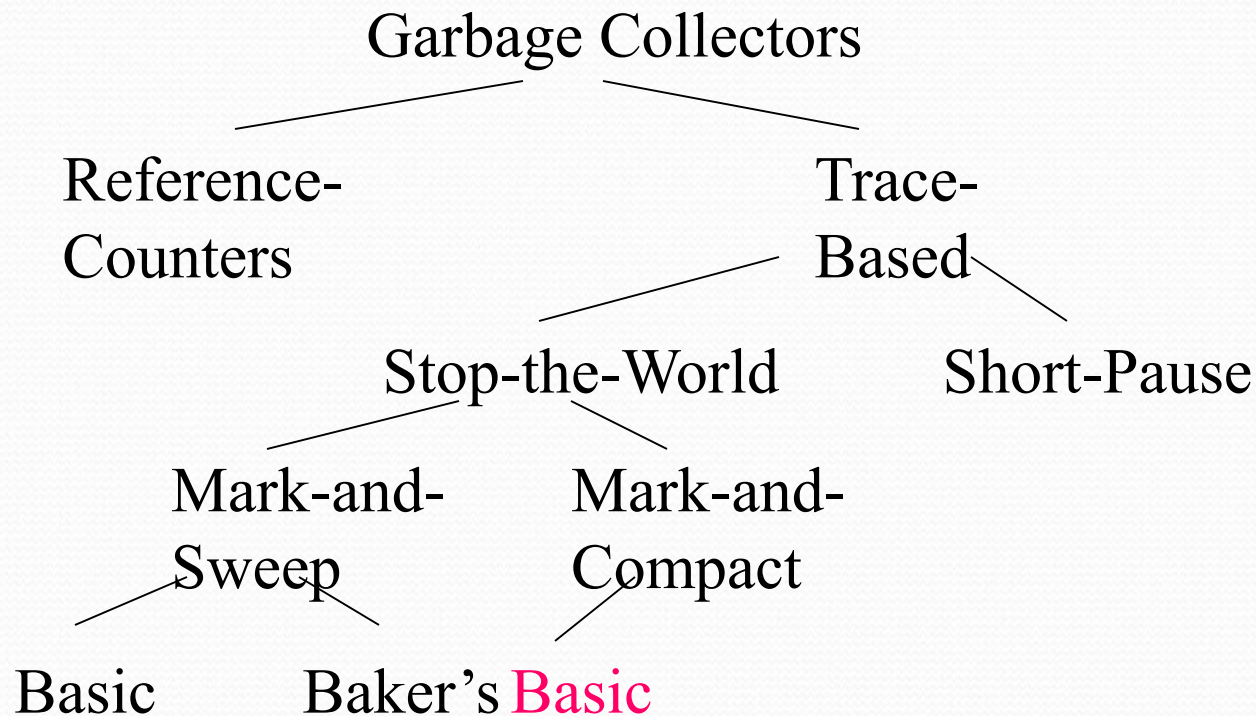 Garbage Collectors
Reference-
Counters
Trace-
Based
Stop-the-World
Short-Pause
Mark-and-
Sweep
Mark-and-
Compact
Basic
Baker’s
Basic